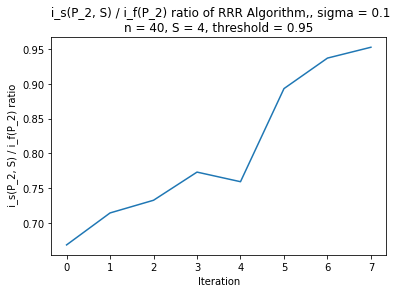 i_s(P_2, S) / i_f(P_2) ratio of RRR Algorithm,, sigma = 0.1
n = 40, S = 4, threshold = 0.95
i_s(P_2, S) / i_f(P_2) ratio
0.95
0.90
0.85
0.80
0.75
0.70
0 1 2 3 4 5 6 7
Iteration